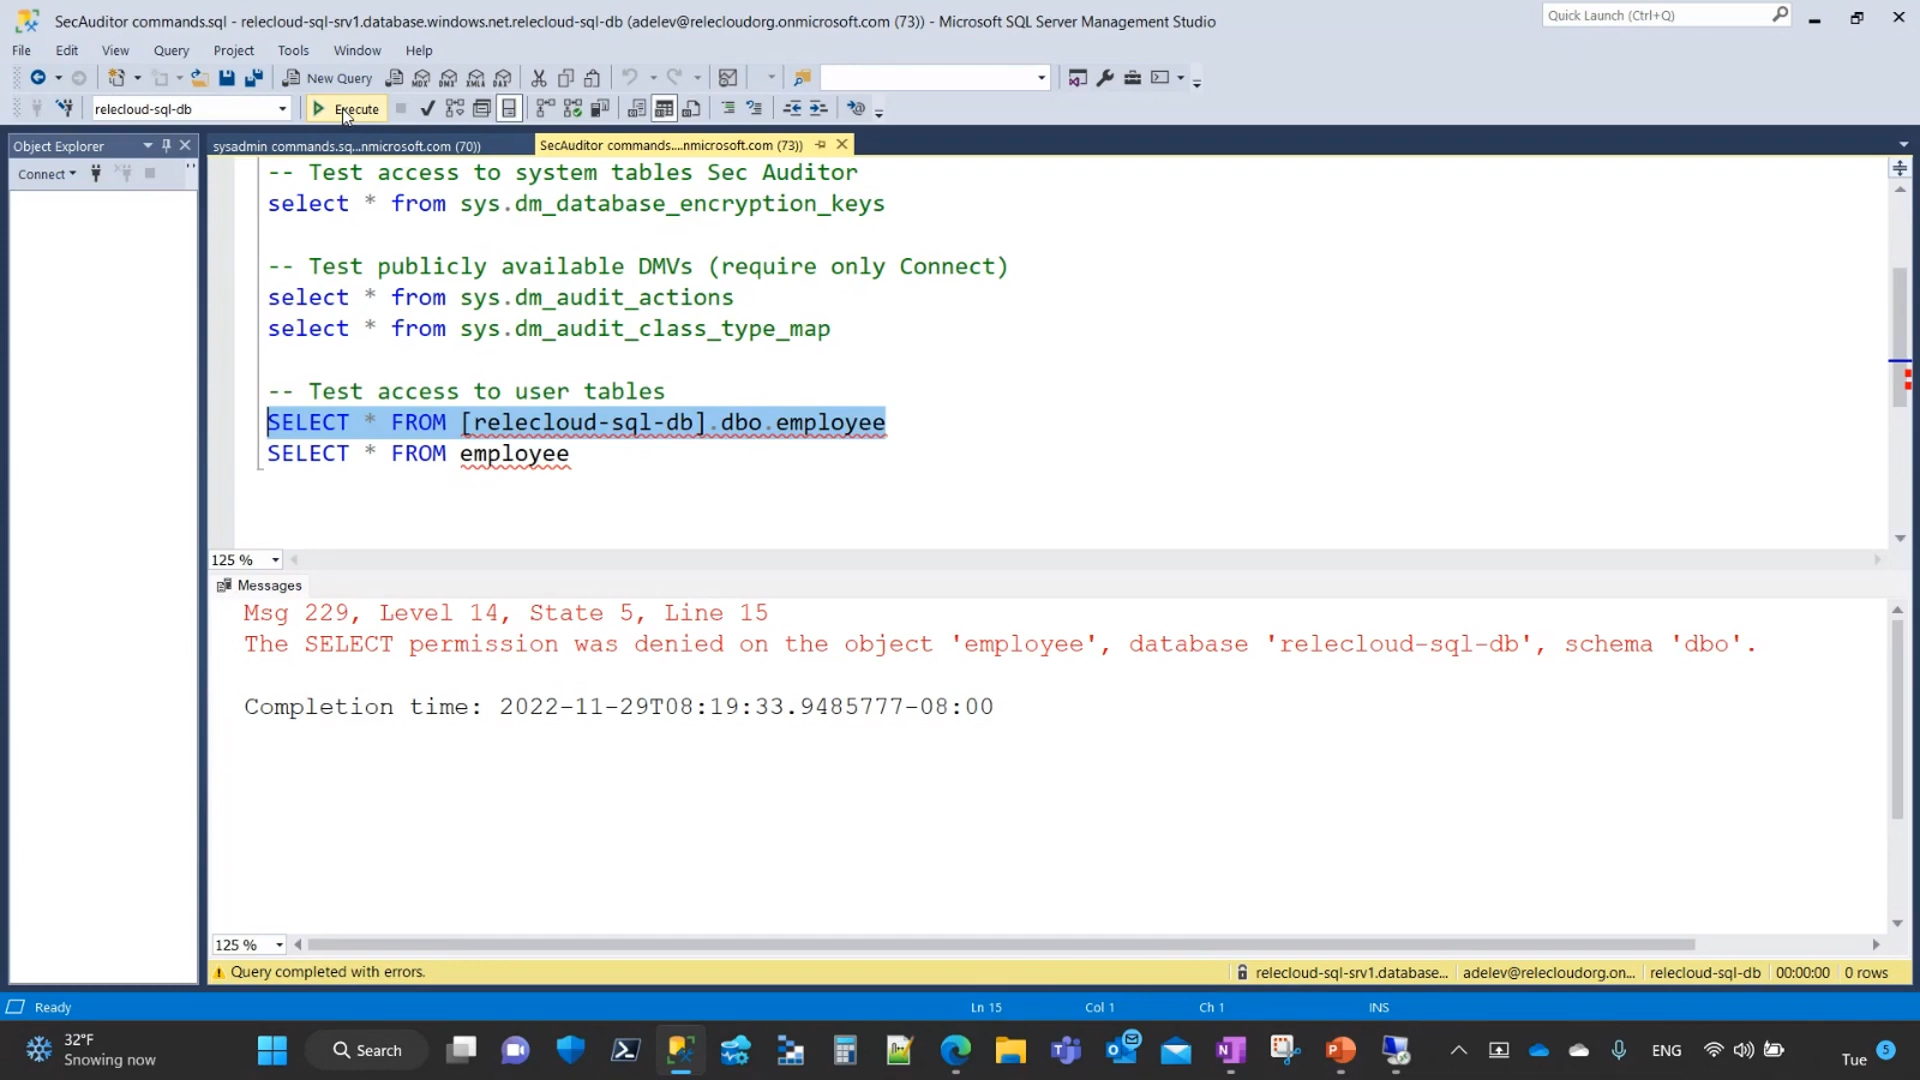 SecAuditor commands.sql - relecloud-sql-srv1.database.windows.net.relecloud-sql-db (adelev@relecloudorg.onmicrosoft.com (73)) - Microsoft SQL Server Management Studio
Quick Launch (Ctrl+Q)
File Edit View Query Project Tools Window Help
New Query MDX DMX XMLA DAX
relecloud-sql-db Execute
Object Explorer
Connect
sysadmin commands.sq...nmicrosoft.com (70))
SecAuditor commands....nmicrosoft.com (73))
-- Test access to system tables Sec Auditor
select * from sys.dm_database_encryption_keys
-- Test publicly available DMVs (require only Connect)
select * from sys.dm_audit_actions
select * from sys.dm_audit_class_type_map
-- Test access to user tables
SELECT * FROM [relecloud-sql-db].dbo.employee
SELECT * FROM employee
125 %
Messages
Msg 229, Level 14, State 5, Line 15
The SELECT permission was denied on the object 'employee', database 'relecloud-sql-db', schema 'dbo'.
Completion time: 2022-11-29T08:19:33.9485777-08:00
125 %
Query completed with errors.
relecloud-sql-srv1.database... adelev@relecloudorg.on... relecloud-sql-db 00:00:00 0 rows
Ready
Ln 15 Col 1 Ch 1 INS
32°F
Snowing now
Search
ENG
Tue 5